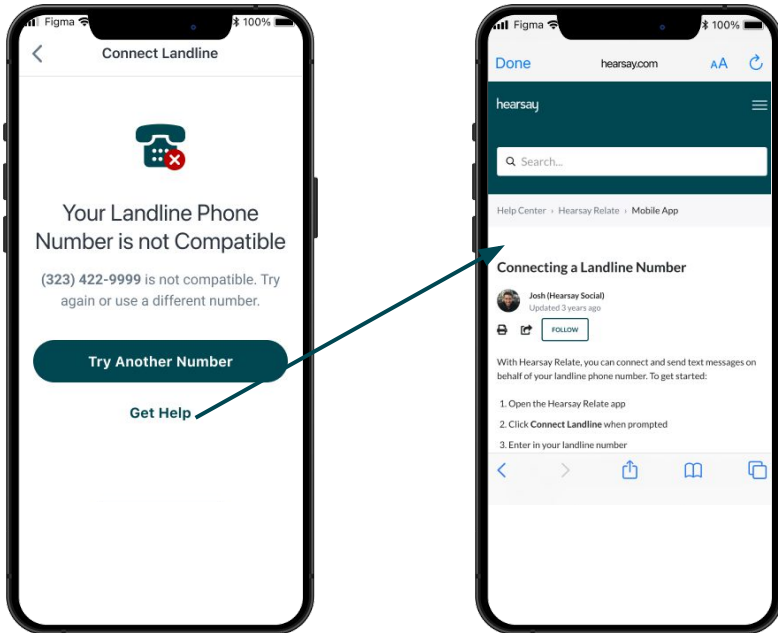 Figma
100%
Connect Landline
Your Landline Phone
Number is not Compatible
(323) 422-9999 is not compatible. Try
again or use a different number.
Try Another Number
Get Help
Figma
100%
Done
hearsay.com
AA
hearsay
Search...
Help Center › Hearsay Relate › Mobile App
Connecting a Landline Number
Josh (Hearsay Social)
Updated 3 years ago
FOLLOW
With Hearsay Relate, you can connect and send text messages on
behalf of your landline phone number. To get started:
1. Open the Hearsay Relate app
2. Click Connect Landline when prompted
3. Enter in your landline number